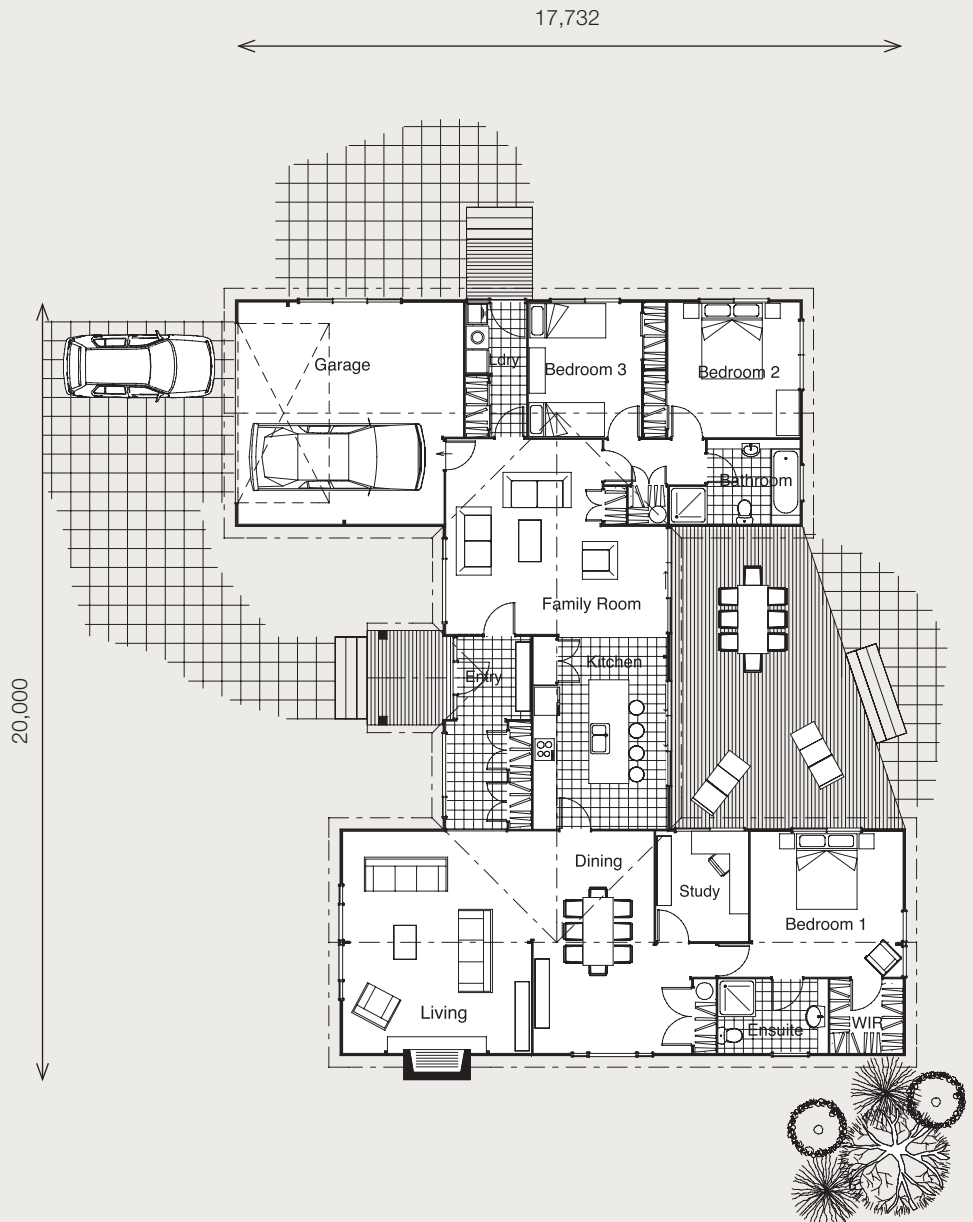 17,732
Garage
Ldry
Bedroom 3
Bedroom 2
Bathroom
Family Room
Entry
Kitchen
20,000
Dining
Study
Bedroom 1
Living
Ensuite
WIR